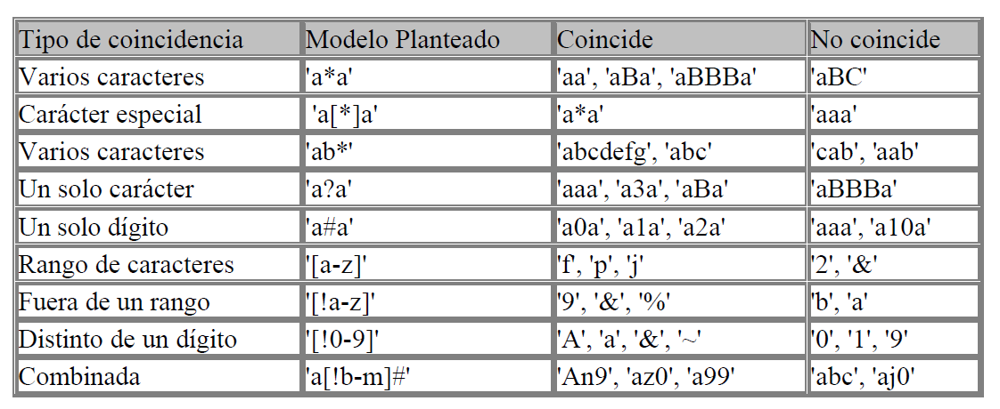 Tipo de coincidencia Modelo Planteado Coincide No coincide
Varios caracteres 'a*a' 'aa', 'aBa', 'aBBBa' 'aBC'
Carácter especial 'a[*]a' 'a*a' 'aaa'
Varios caracteres 'ab*' 'abcdefg', 'abc' 'cab', 'aab'
Un solo carácter 'a?a' 'aaa', 'a3a', 'aBa' 'aBBBa'
Un solo dígito 'a#a' 'a0a', 'a1a', 'a2a' 'aaa', 'a10a'
Rango de caracteres '[a-z]' 'f', 'p', 'j' '2', '&'
Fuera de un rango '[!a-z]' '9', '&', '%' 'b', 'a'
Distinto de un dígito '[!0-9]' 'A', 'a', '&', '~' '0', '1', '9'
Combinada 'a[!b-m]#' 'An9', 'az0', 'a99' 'abc', 'aj0'